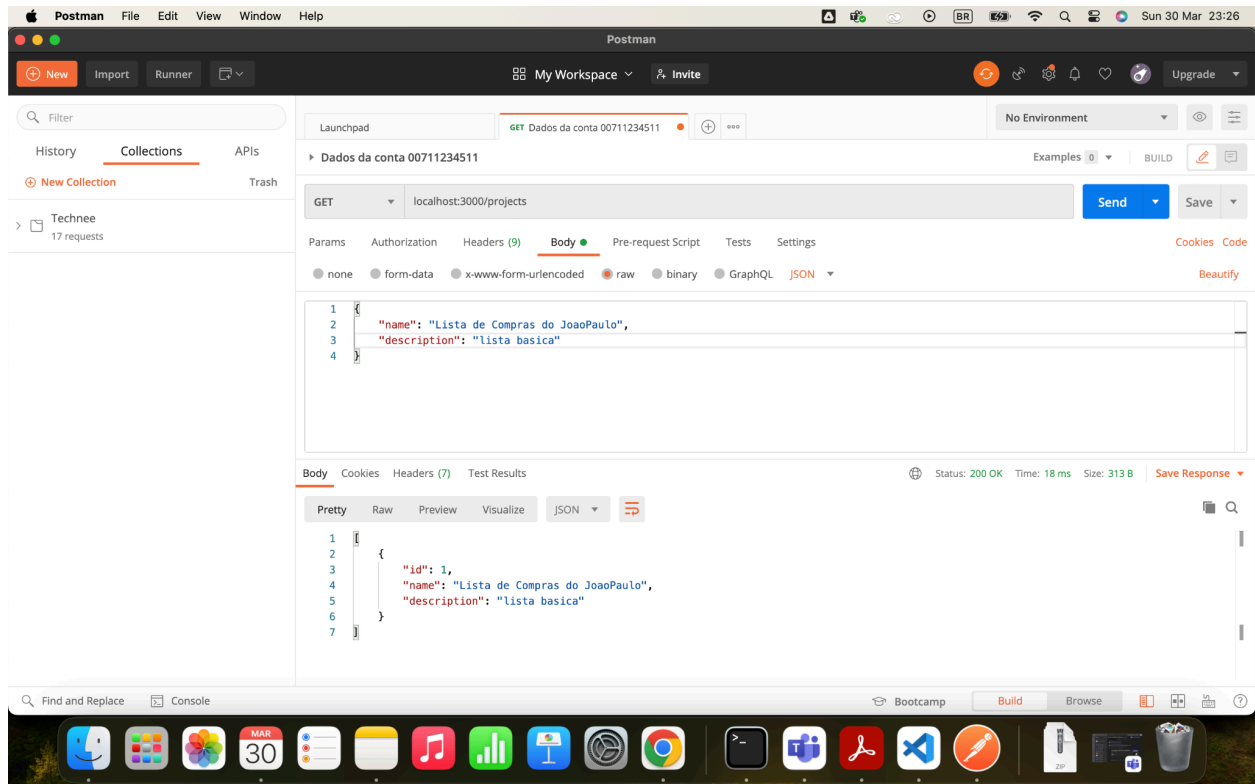 Postman File Edit View Window Help BR Sun 30 Mar 23:26
Postman
New Import Runner My Workspace Invite Upgrade
Filter
History Collections APIs
New Collection Trash
Technee
17 requests
Launchpad GET Dados da conta 00711234511 No Environment
Dados da conta 00711234511 Examples 0 BUILD
GET localhost:3000/projects Send Save
Params Authorization Headers (9) Body Pre-request Script Tests Settings Cookies Code
none form-data x-www-form-urlencoded raw binary GraphQL JSON Beautify
1 {
2 "name": "Lista de Compras do JoaoPaulo",
3 "description": "lista basica"
4 }
Body Cookies Headers (7) Test Results Status: 200 OK Time: 18 ms Size: 313 B Save Response
Pretty Raw Preview Visualize JSON
1 [
2 {
3 "id": 1,
4 "name": "Lista de Compras do JoaoPaulo",
5 "description": "lista basica"
6 }
7 ]
Find and Replace Console Bootcamp Build Browse
MAR
30
ZIP